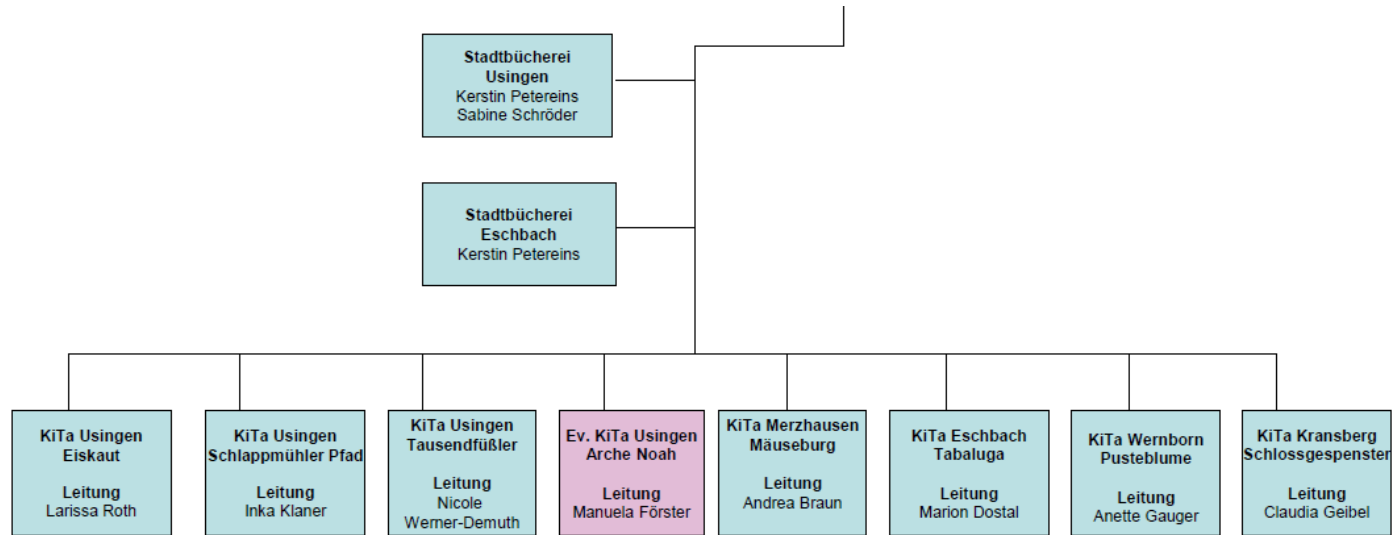 Stadtbücherei
Usingen
Kerstin Petereins
Sabine Schröder
Stadtbücherei
Eschbach
Kerstin Petereins
KiTa Usingen
Eiskaut
Leitung
Larissa Roth
KiTa Usingen
Schlappmühler Pfad
Leitung
Inka Klaner
KiTa Usingen
Tausendfüßler
Leitung
Nicole
Werner-Demuth
Ev. KiTa Usingen
Arche Noah
Leitung
Manuela Förster
KiTa Merzhausen
Mäuseburg
Leitung
Andrea Braun
KiTa Eschbach
Tabaluga
Leitung
Marion Dostal
KiTa Wernborn
Pusteblume
Leitung
Anette Gauger
KiTa Kransberg
Schlossgespenster
Leitung
Claudia Geibel